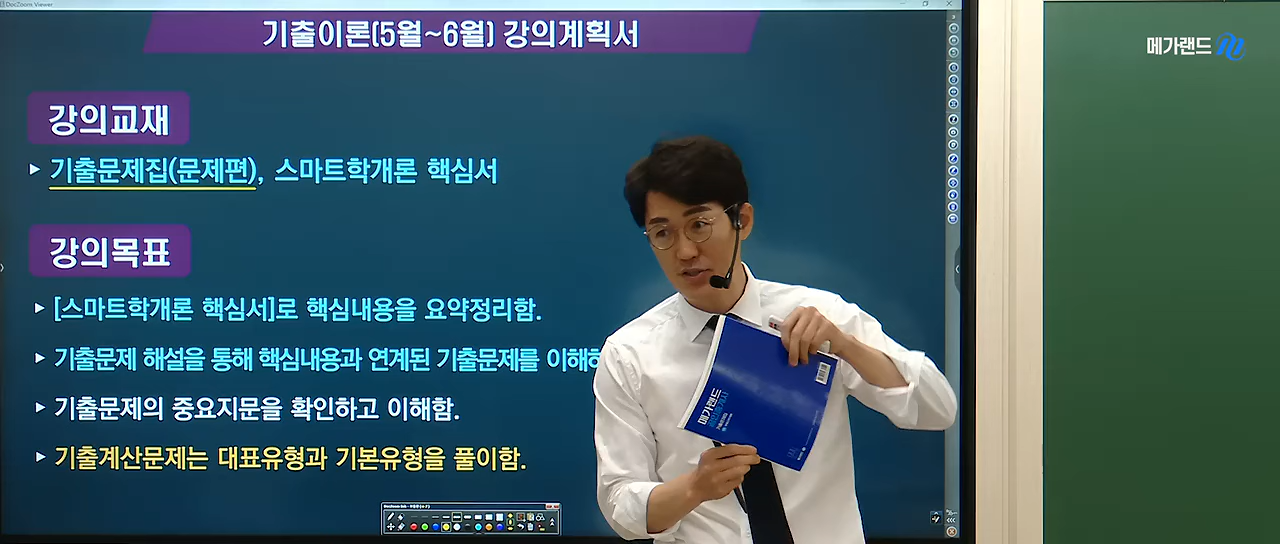 DocZoom Viewer
기출이론(5월~6월) 강의계획서
메가랜드
강의교재
▸ 기출문제집(문제편), 스마트학개론 핵심서
강의목표
▸ [스마트학개론 핵심서]로 핵심내용을 요약정리함.
▸ 기출문제 해설을 통해 핵심내용과 연계된 기출문제를 이해하
▸ 기출문제의 중요지문을 확인하고 이해함.
▸ 기출계산문제는 대표유형과 기본유형을 풀이함.
메가랜드